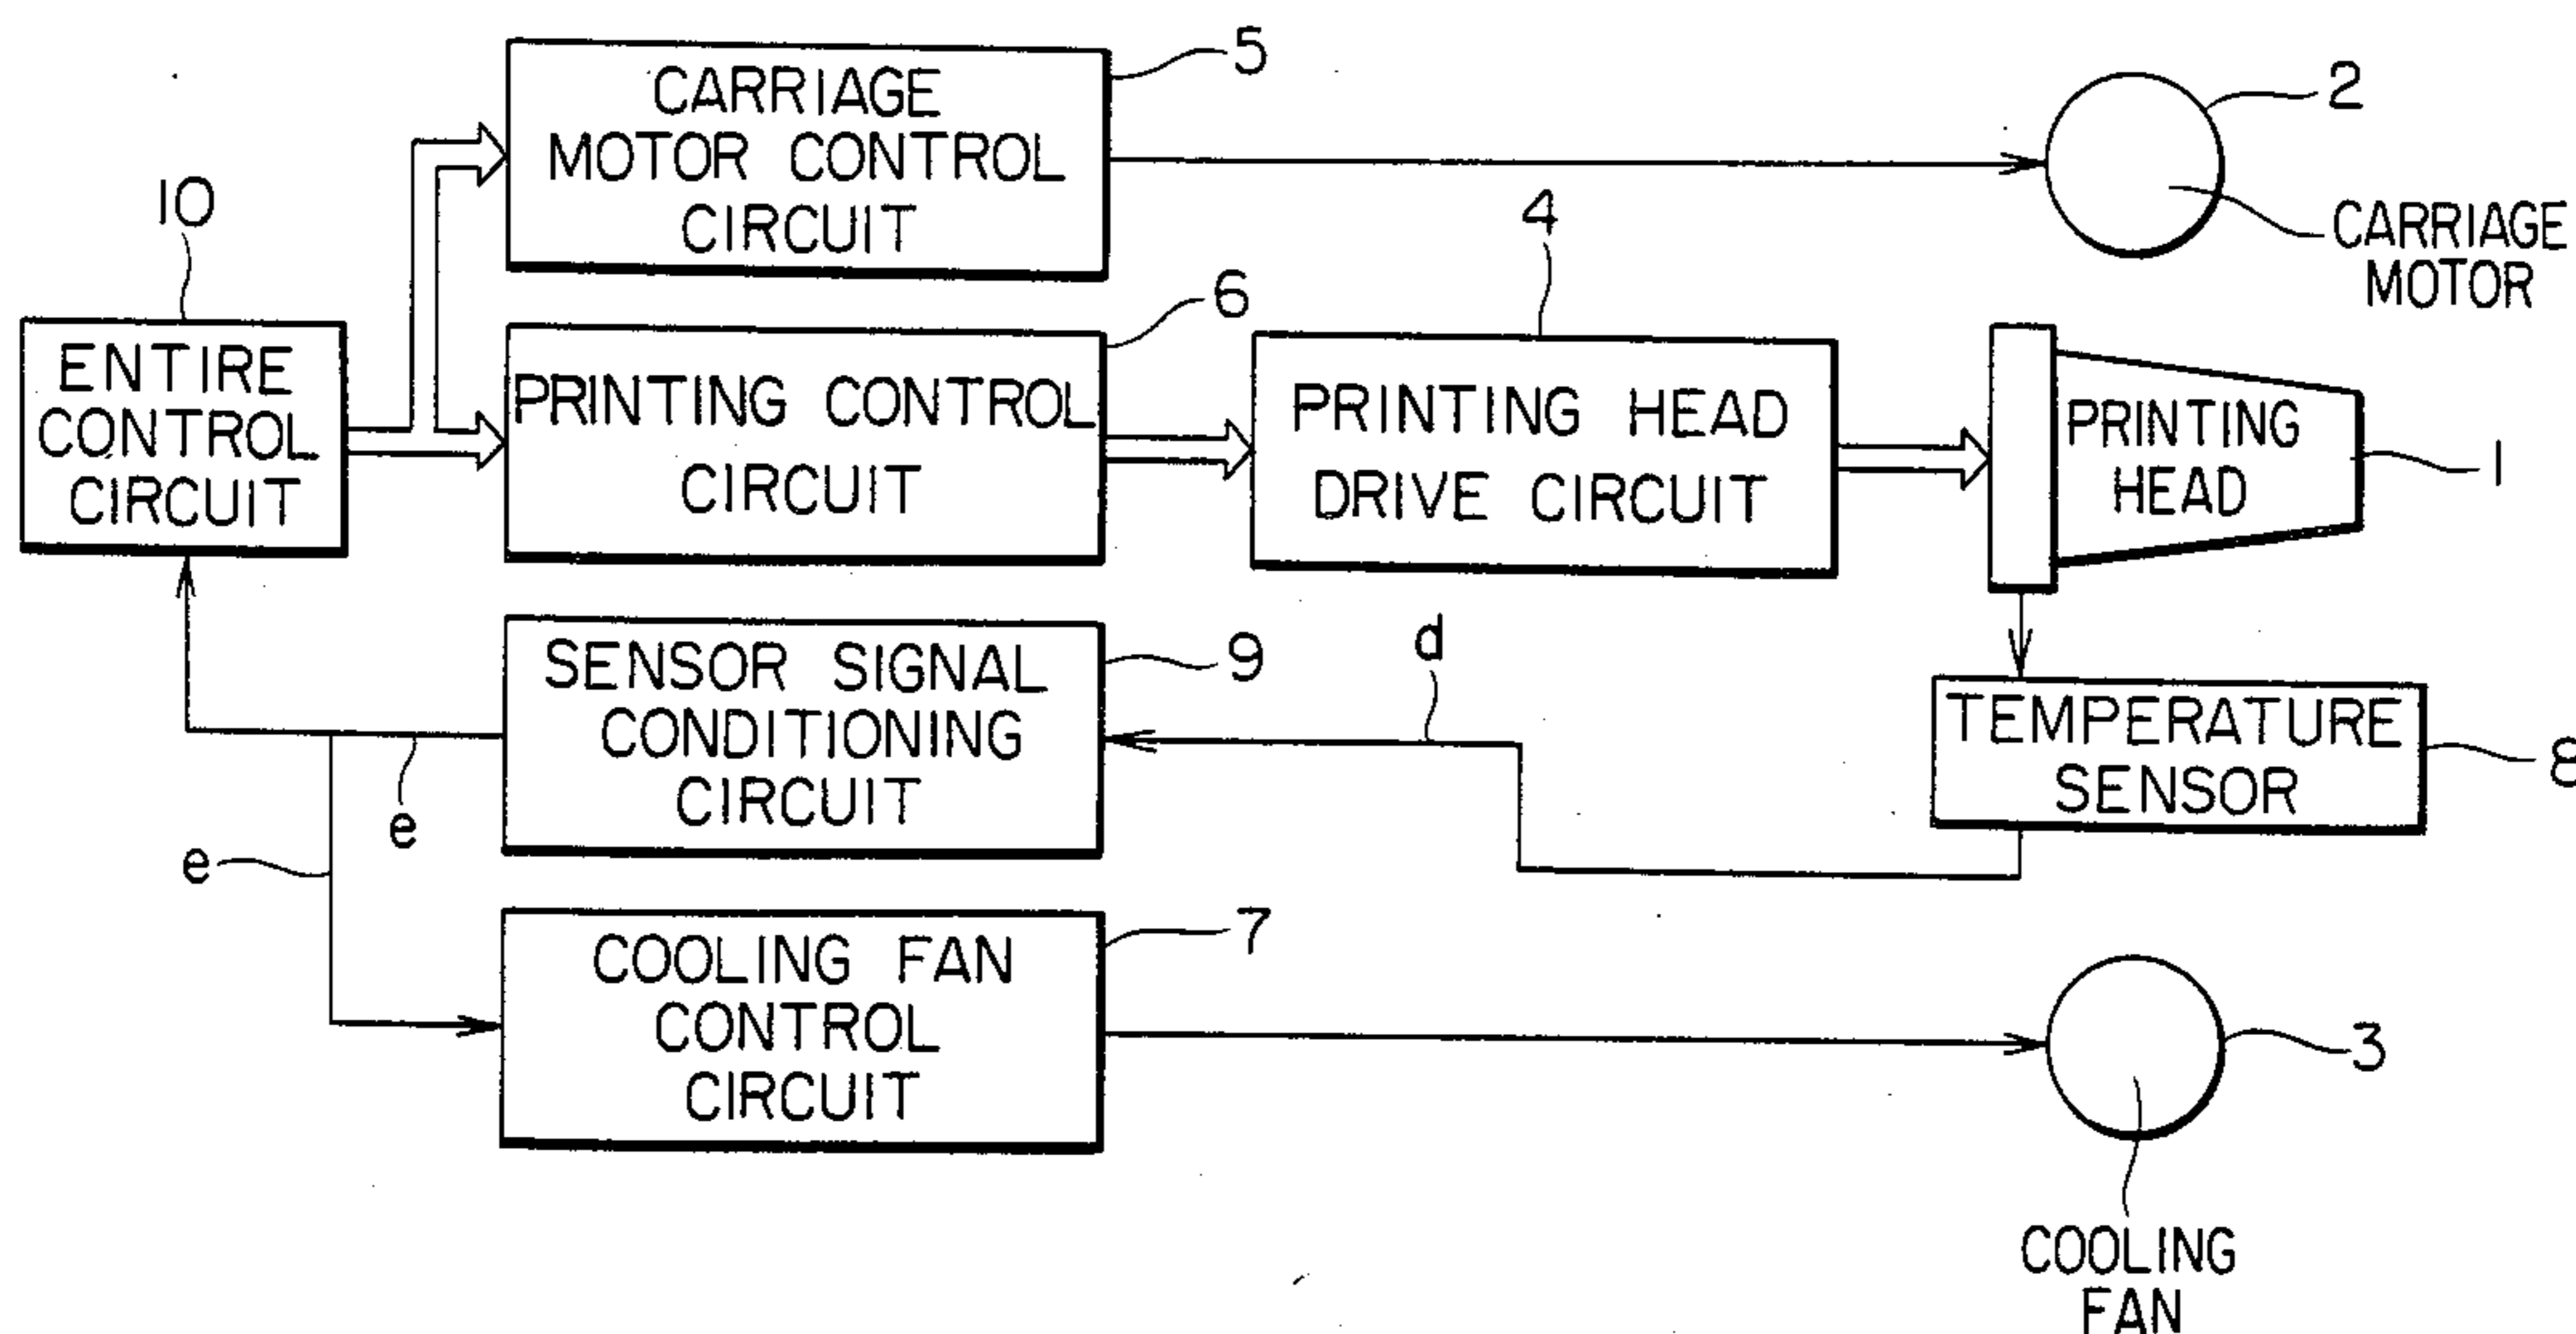 CARRIAGE
MOTOR CONTROL
CIRCUIT
5
2
CARRIAGE
MOTOR
10
ENTIRE
CONTROL
CIRCUIT
6
PRINTING CONTROL
CIRCUIT
4
PRINTING HEAD
DRIVE CIRCUIT
PRINTING
HEAD
1
SENSOR SIGNAL
CONDITIONING
CIRCUIT
9
d
TEMPERATURE
SENSOR
8
e
e
COOLING FAN
CONTROL
CIRCUIT
7
3
COOLING
FAN